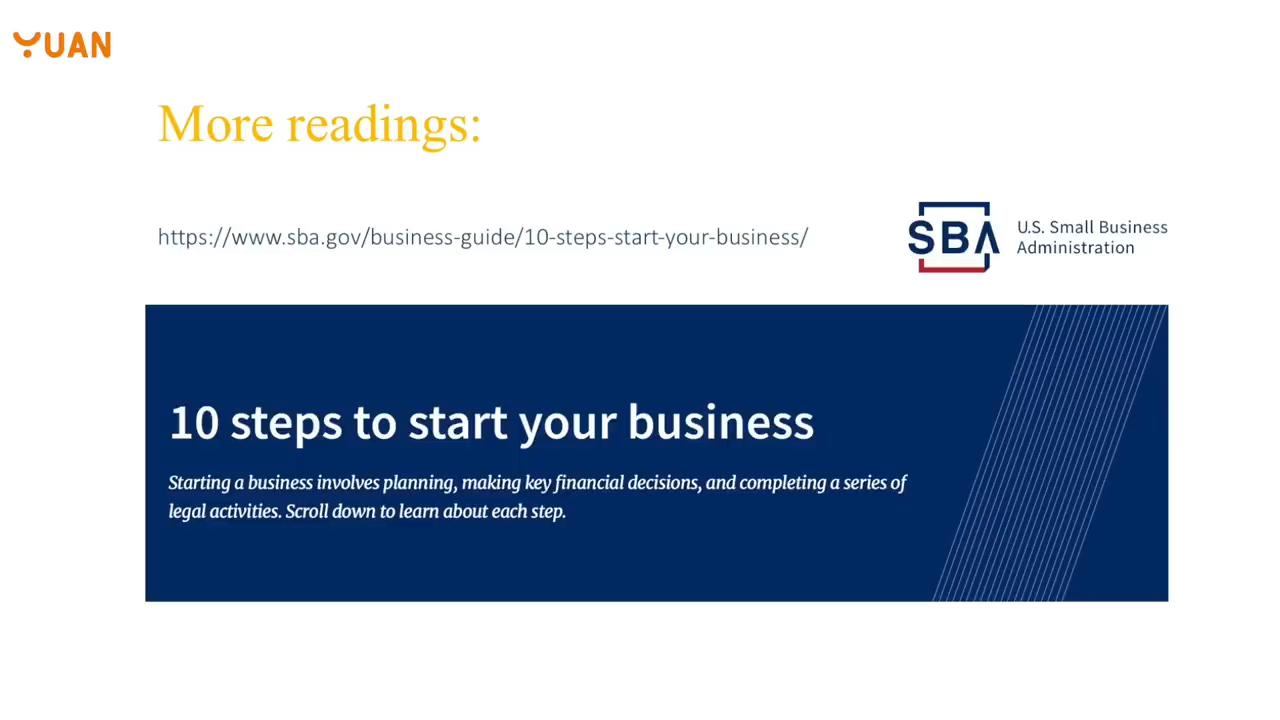 YUAN
More readings:
https://www.sba.gov/business-guide/10-steps-start-your-business/
SBA
U.S. Small Business
Administration
10 steps to start your business
Starting a business involves planning, making key financial decisions, and completing a series of
legal activities. Scroll down to learn about each step.